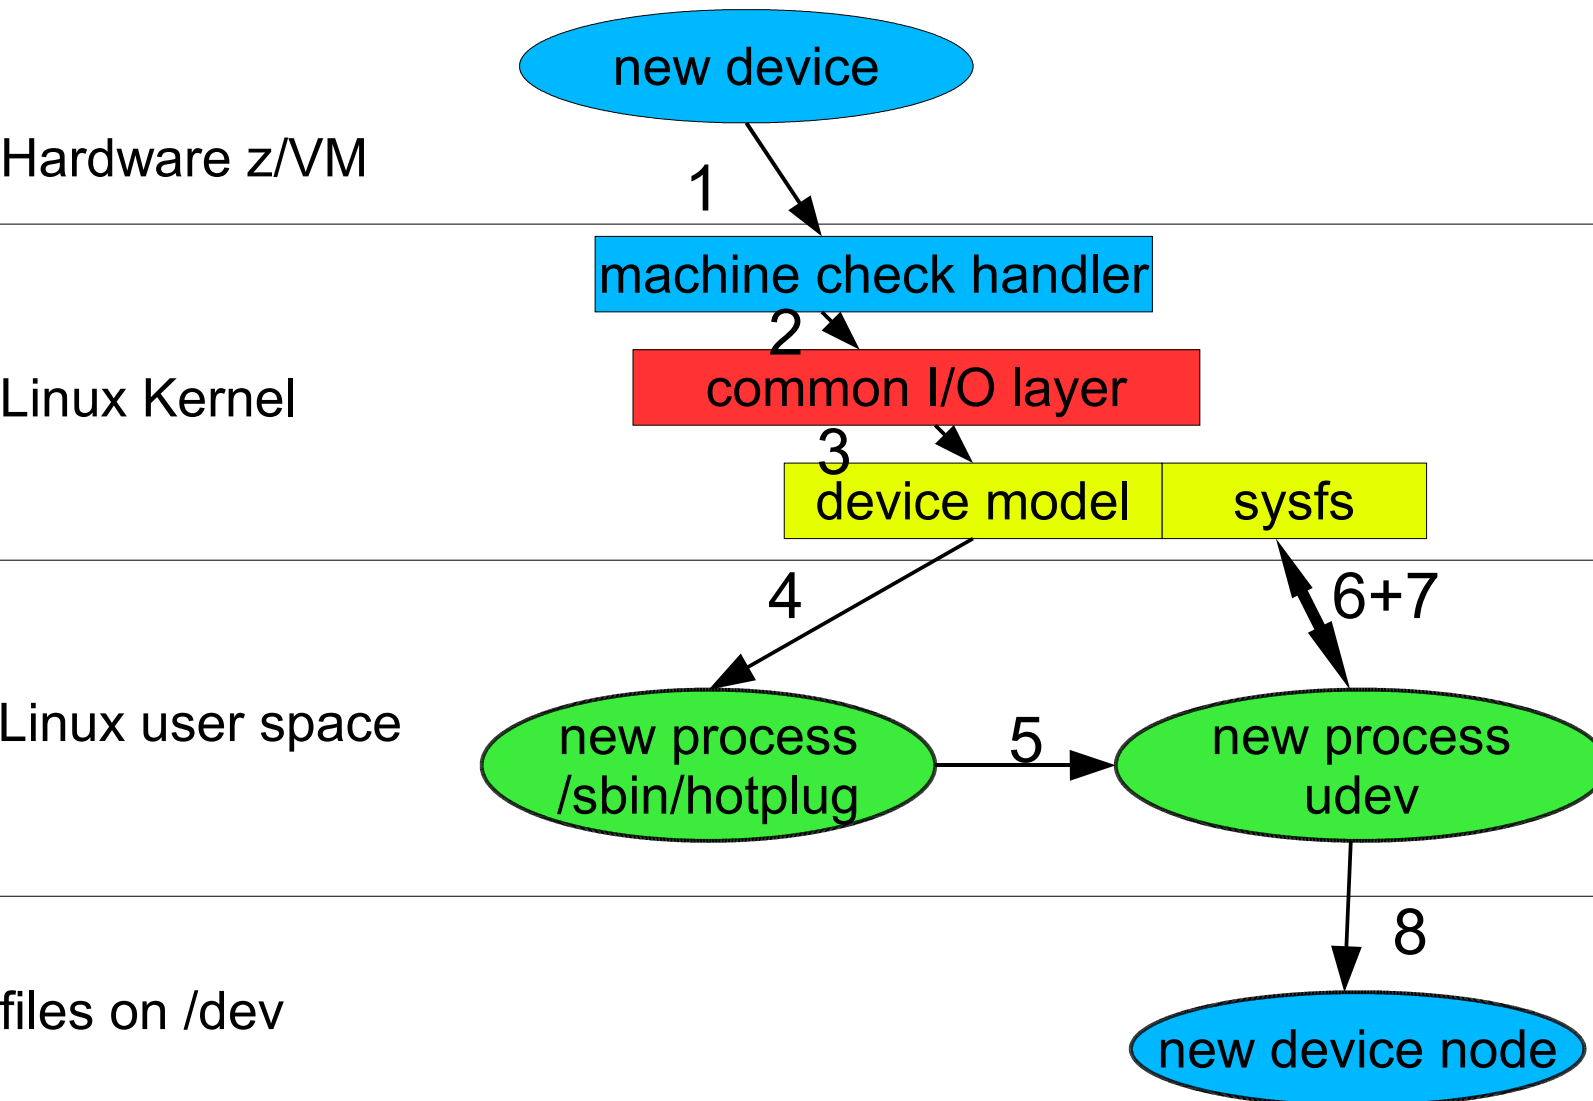 new device
Hardware z/VM
1
machine check handler
2
Linux Kernel
common I/O layer
3
device model
sysfs
4
6+7
Linux user space
new process
/sbin/hotplug
5
new process
udev
8
files on /dev
new device node